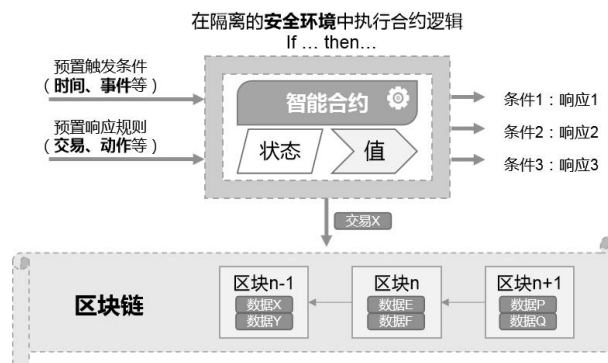 在隔离的安全环境中执行合约逻辑
If … then…
预置触发条件
（时间、事件等）
预置响应规则
（交易、动作等）
智能合约
状态
值
条件1：响应1
条件2：响应2
条件3：响应3
交易X
区块链
区块n-1
数据X
数据Y
区块n
数据E
数据F
区块n+1
数据P
数据Q